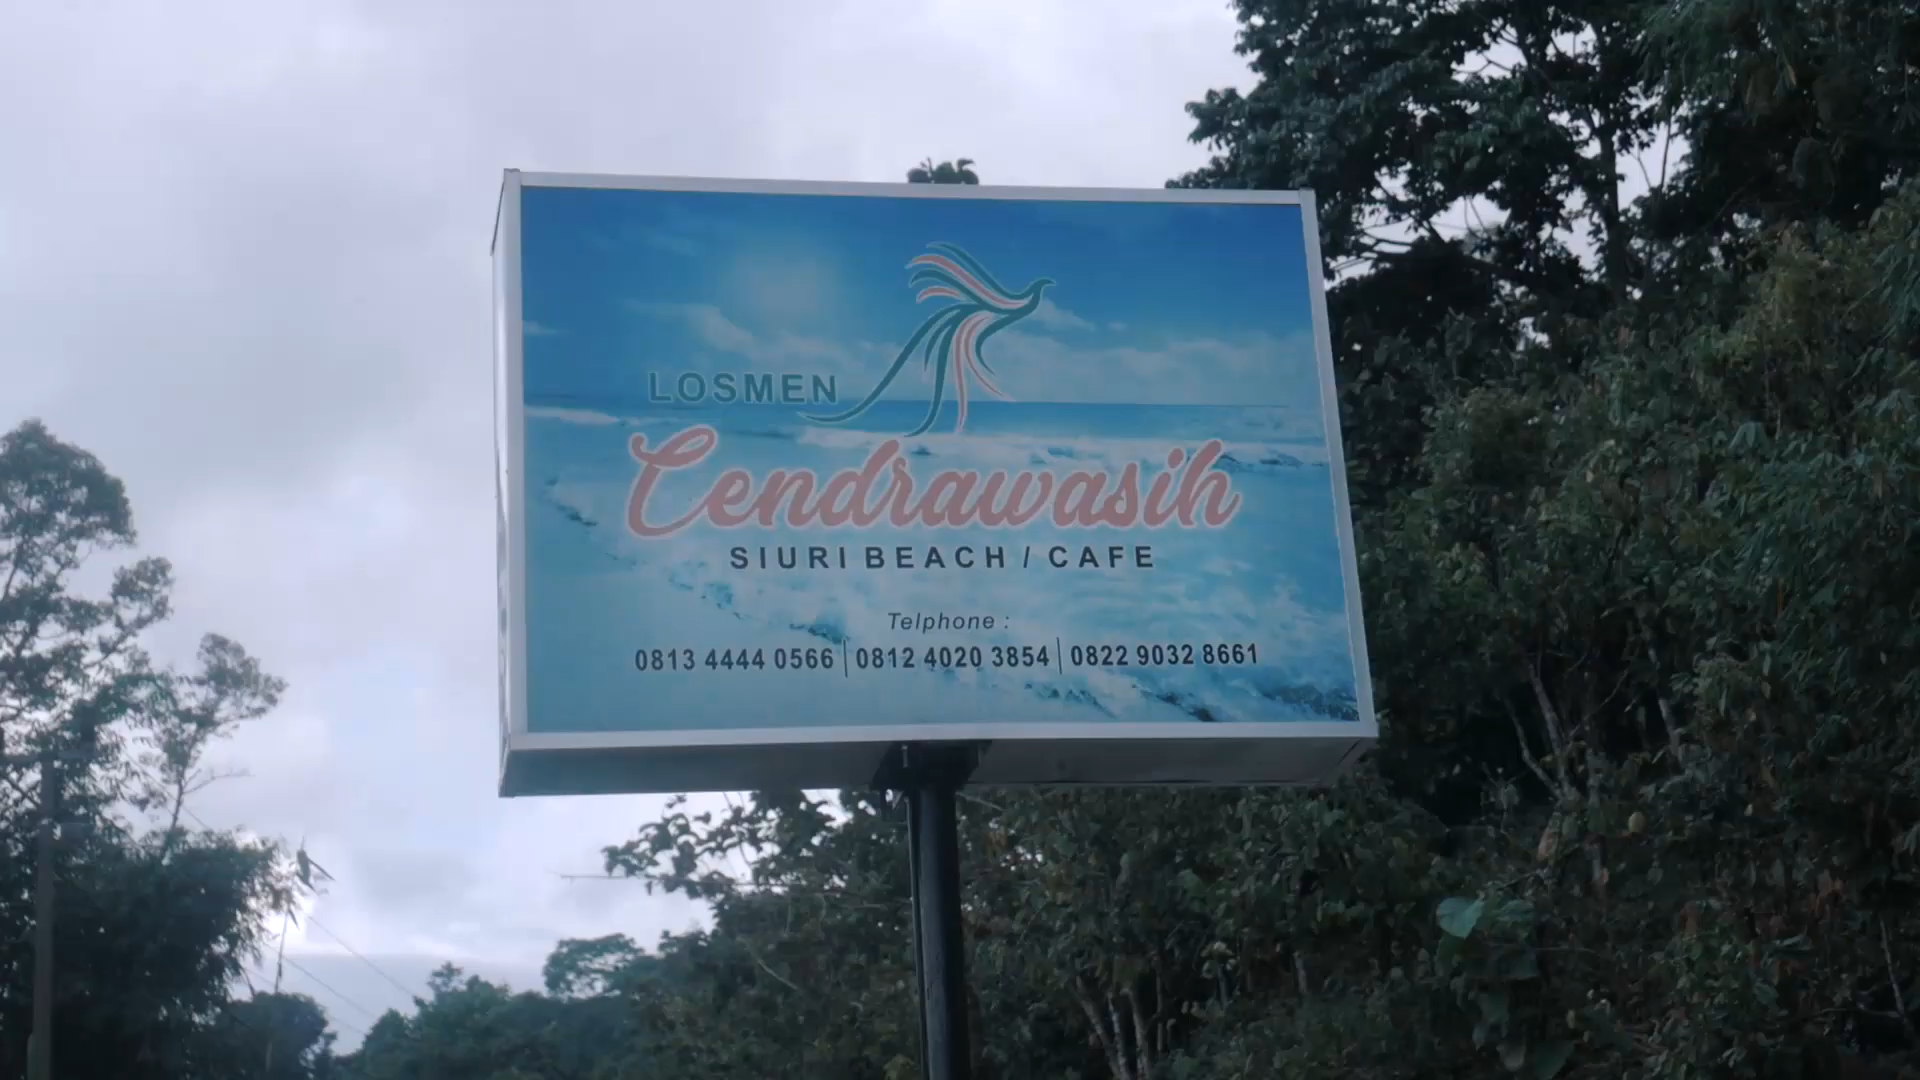 LOSMEN
Cendrawasih
SIURI BEACH / CAFE
Telphone :
0813 4444 0566 | 0812 4020 3854 | 0822 9032 8661